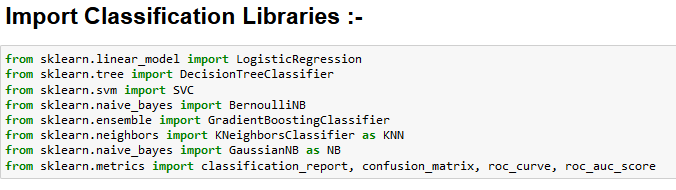 Import Classification Libraries :-
from sklearn.linear_model import LogisticRegression
from sklearn.tree import DecisionTreeClassifier
from sklearn.svm import SVC
from sklearn.naive_bayes import BernoulliNB
from sklearn.ensemble import GradientBoostingClassifier
from sklearn.neighbors import KNeighborsClassifier as KNN
from sklearn.naive_bayes import GaussianNB as NB
from sklearn.metrics import classification_report, confusion_matrix, roc_curve, roc_auc_score